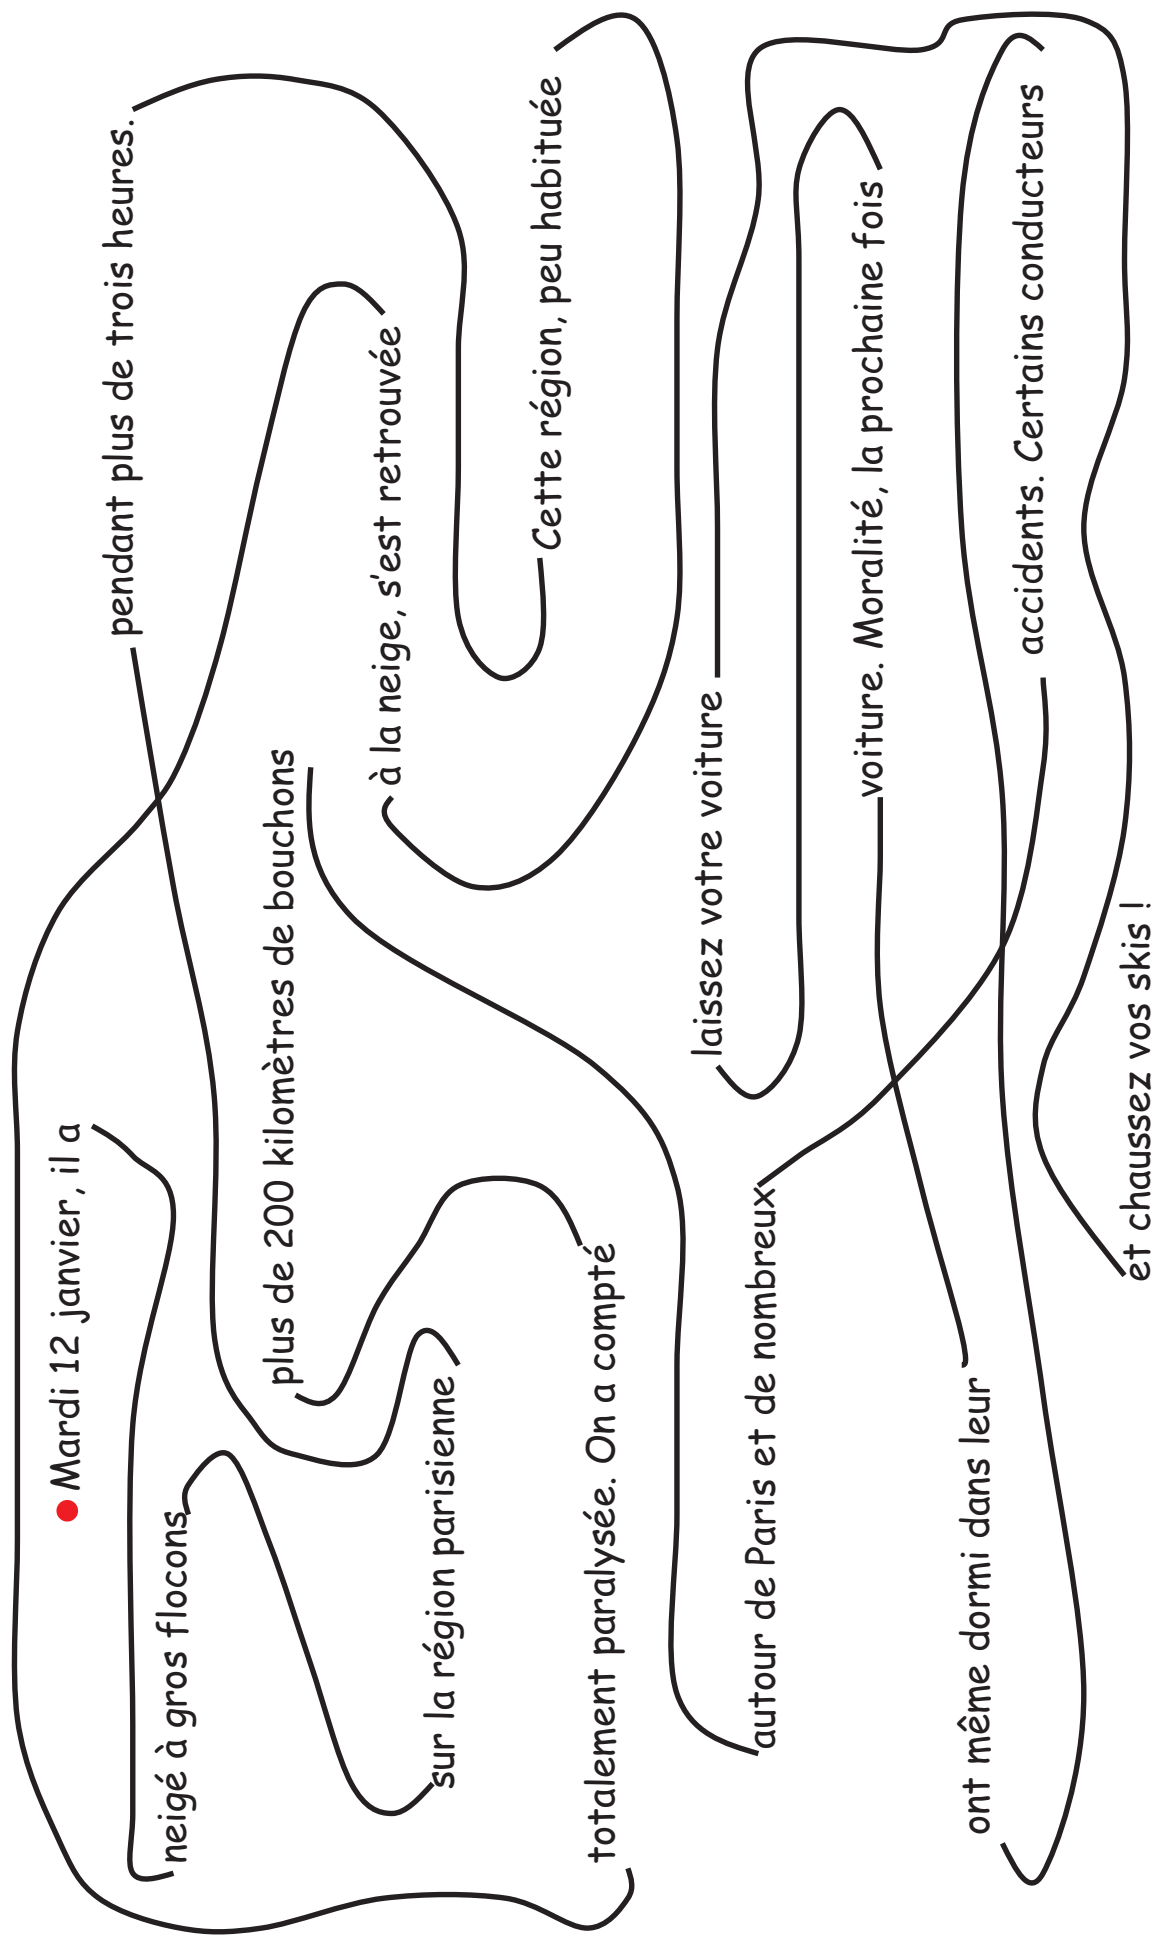 Mardi 12 janvier, il a
neigé à gros flocons
sur la région parisienne
pendant plus de trois heures.
Cette région, peu habituée
à la neige, s'est retrouvée
totalement paralysée. On a compté
plus de 200 kilomètres de bouchons
autour de Paris et de nombreux
accidents. Certains conducteurs
ont même dormi dans leur
voiture. Moralité, la prochaine fois
laissez votre voiture
et chaussez vos skis !